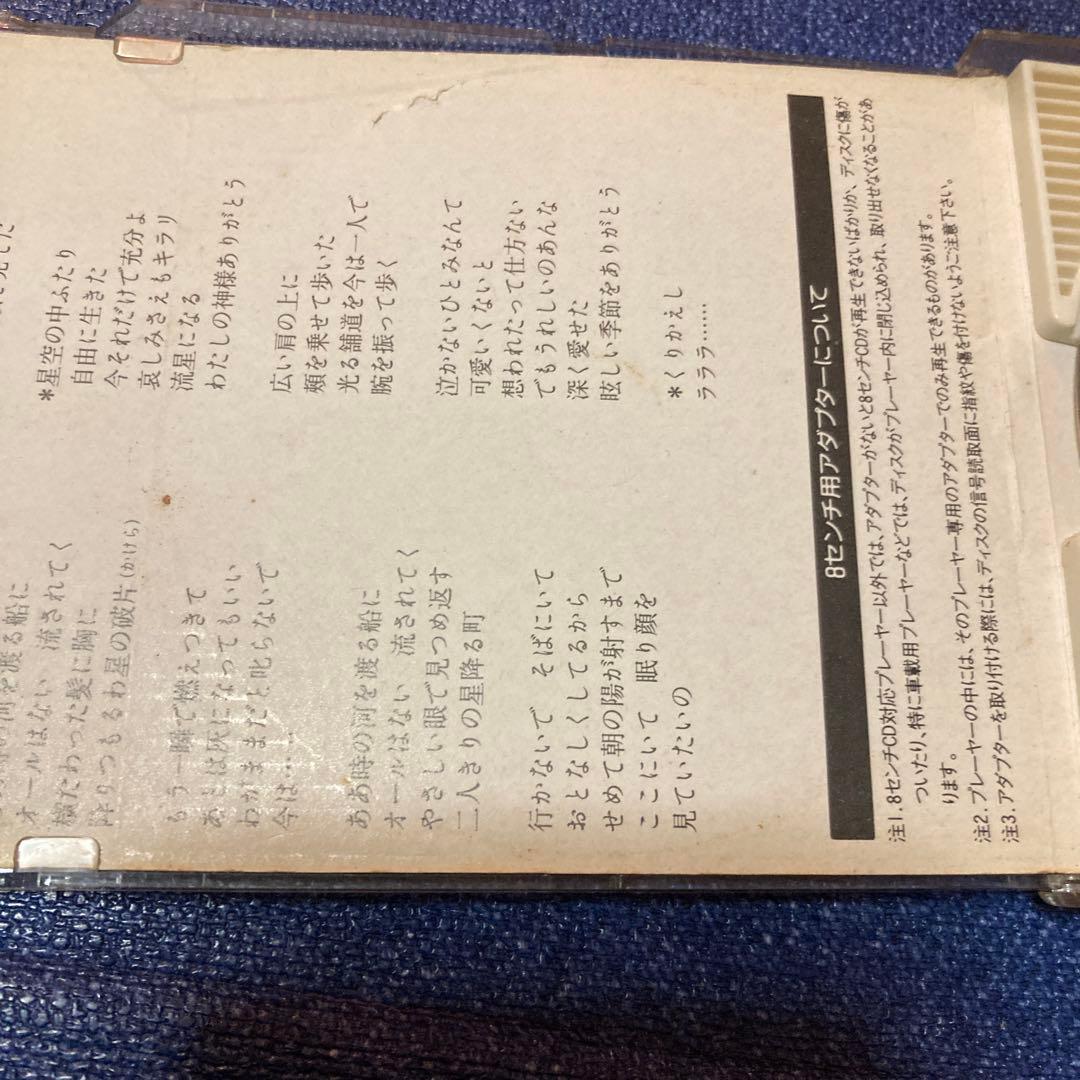 オールはない 流されてく
横たわった髪に胸に
降りつもるわ星の破片(かけら)
もう一瞬で燃えつきて
あとは灰になってもいい
わがままだと叱らないで
今は……
ああ時の河を渡る船に
オールはない 流されてく
やさしい眼で見つめ返す
二人きりの星降る町
行かないで そばにいて
おとなしくしてるから
せめて朝の陽が射すまで
ここにいて 眠り顔を
見ていたいの
*星空の中ふたり
自由に生きた
今それだけで充分よ
哀しみさえもキラリ
流星になる
わたしの神様ありがとう
広い肩の上に
頬を乗せて歩いた
光る舗道を今は一人で
腕を振って歩く
泣かないひとみなんて
可愛いくないと
想われたって仕方ない
でもうれしいのあんな
深く愛せた
眩しい季節をありがとう
*くりかえし
ラララ……
8センチ用アダプターについて
注1. 8センチCD対応プレーヤー以外では、アダプターがないと8センチCDが再生できないばかりか、ディスクに傷が
ついたり、特に車載用プレーヤーなどでは、ディスクがプレーヤー内に閉じ込められ、取り出せなくなることがあ
ります。
注2. プレーヤーの中には、そのプレーヤー専用のアダプターでのみ再生できるものがあります。
注3. アダプターを取り付ける際には、ディスクの信号読取面に指紋や傷を付けないようご注意下さい。